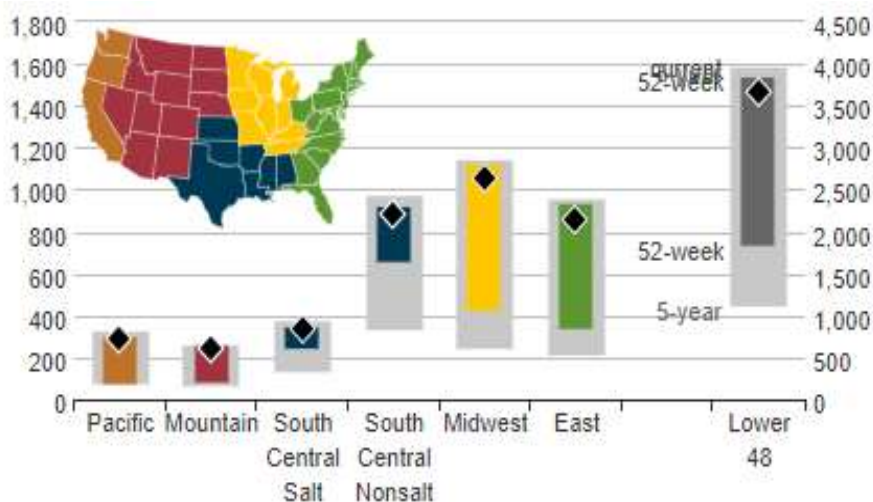 1,800
1,600
1,400
1,200
1,000
800
600
400
200
0
4,500
4,000
3,500
3,000
2,500
2,000
1,500
1,000
500
0
current
52-week
52-week
5-year
Pacific
Mountain
South
Central
Salt
South
Central
Nonsalt
Midwest
East
Lower
48